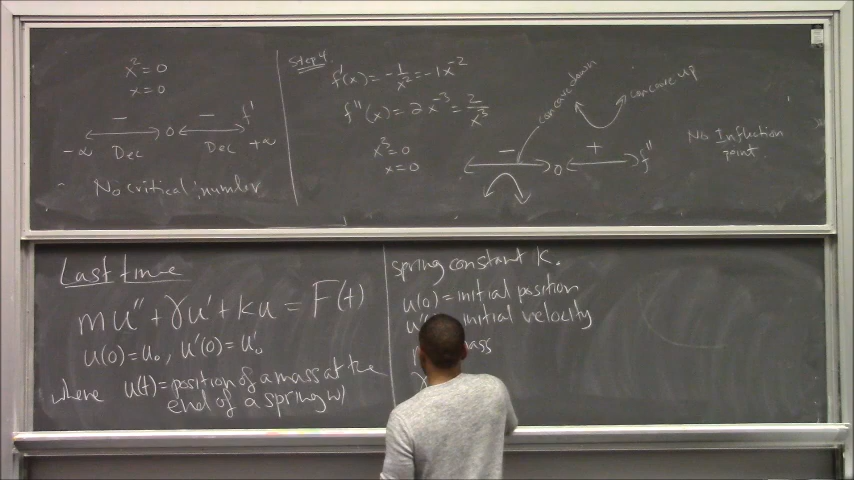 x² = 0
x = 0
− 0 − f'
−∞ Dec Dec +∞
No critical number
Step 4
f'(x) = -1/x² = -1x⁻²
f''(x) = 2x⁻³ = 2/x³
x³ = 0
x = 0
concave down
concave up
− 0 + f''
No Inflection
point.
Last time
mu'' + γu' + ku = F(t)
u(0) = u₀, u'(0) = u'₀
where u(t) = position of a mass at the
end of a spring w/
spring constant k.
u(0) = initial position
initial velocity